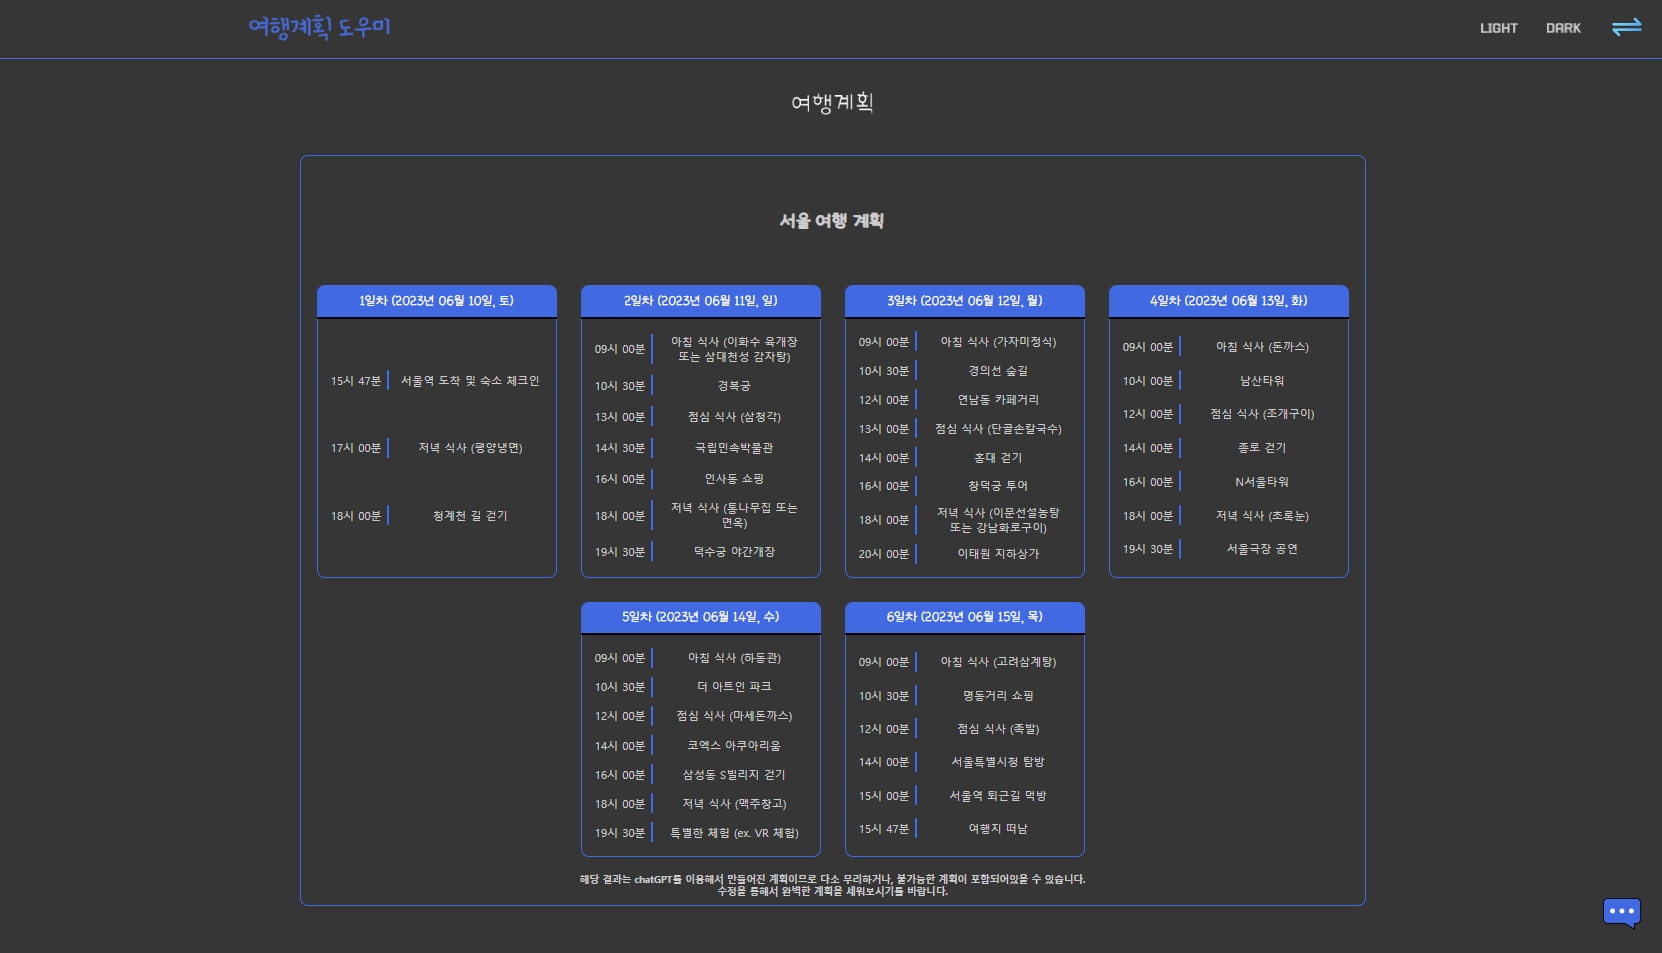 여행계획 도우미
LIGHT
DARK
여행계획
서울 여행 계획
1일차 (2023년 06월 10일, 토)
15시 47분 서울역 도착 및 숙소 체크인
17시 00분 저녁 식사 (평양냉면)
18시 00분 청계천 길 걷기
2일차 (2023년 06월 11일, 일)
09시 00분 아침 식사 (이화수 육개장
또는 삼대천성 감자탕)
10시 30분 경복궁
13시 00분 점심 식사 (삼청각)
14시 30분 국립민속박물관
16시 00분 인사동 쇼핑
18시 00분 저녁 식사 (통나무집 또는
면옥)
19시 30분 덕수궁 야간개장
3일차 (2023년 06월 12일, 월)
09시 00분 아침 식사 (가자미정식)
10시 30분 경의선 숲길
12시 00분 연남동 카페거리
13시 00분 점심 식사 (단골손칼국수)
14시 00분 홍대 걷기
16시 00분 창덕궁 투어
18시 00분 저녁 식사 (이문선설농탕
또는 강남화로구이)
20시 00분 이태원 지하상가
4일차 (2023년 06월 13일, 화)
09시 00분 아침 식사 (돈까스)
10시 00분 남산타워
12시 00분 점심 식사 (조개구이)
14시 00분 종로 걷기
16시 00분 N서울타워
18시 00분 저녁 식사 (초록눈)
19시 30분 서울극장 공연
5일차 (2023년 06월 14일, 수)
09시 00분 아침 식사 (하동관)
10시 30분 더 아트인 파크
12시 00분 점심 식사 (마세돈까스)
14시 00분 코엑스 아쿠아리움
16시 00분 삼성동 S빌리지 걷기
18시 00분 저녁 식사 (맥주창고)
19시 30분 특별한 체험 (ex. VR 체험)
6일차 (2023년 06월 15일, 목)
09시 00분 아침 식사 (고려삼계탕)
10시 30분 명동거리 쇼핑
12시 00분 점심 식사 (족발)
14시 00분 서울특별시청 탐방
15시 00분 서울역 퇴근길 먹방
15시 47분 여행지 떠남
해당 결과는 chatGPT를 이용해서 만들어진 계획이므로 다소 무리하거나, 불가능한 계획이 포함되어있을 수 있습니다.
수정을 통해서 완벽한 계획을 세워보시기를 바랍니다.